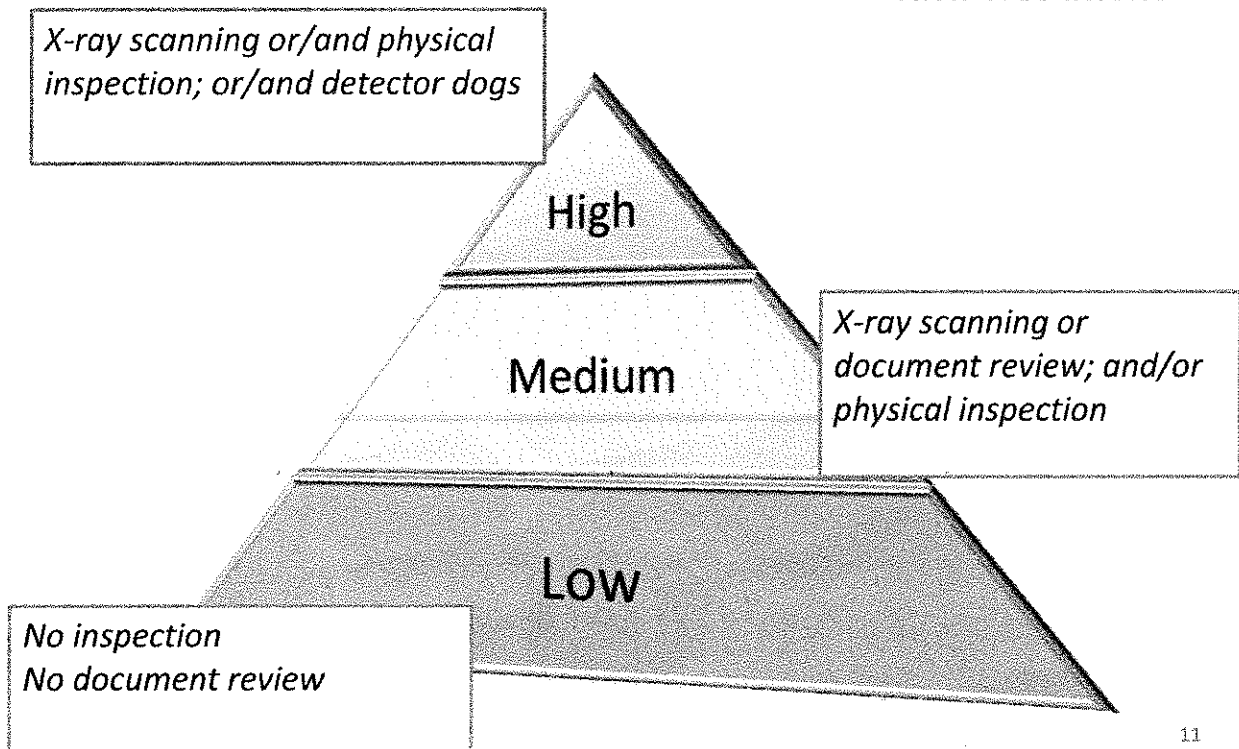 X-ray scanning or/and physical
inspection; or/and detector dogs
High
Medium
X-ray scanning or
document review; and/or
physical inspection
Low
No inspection
No document review
11